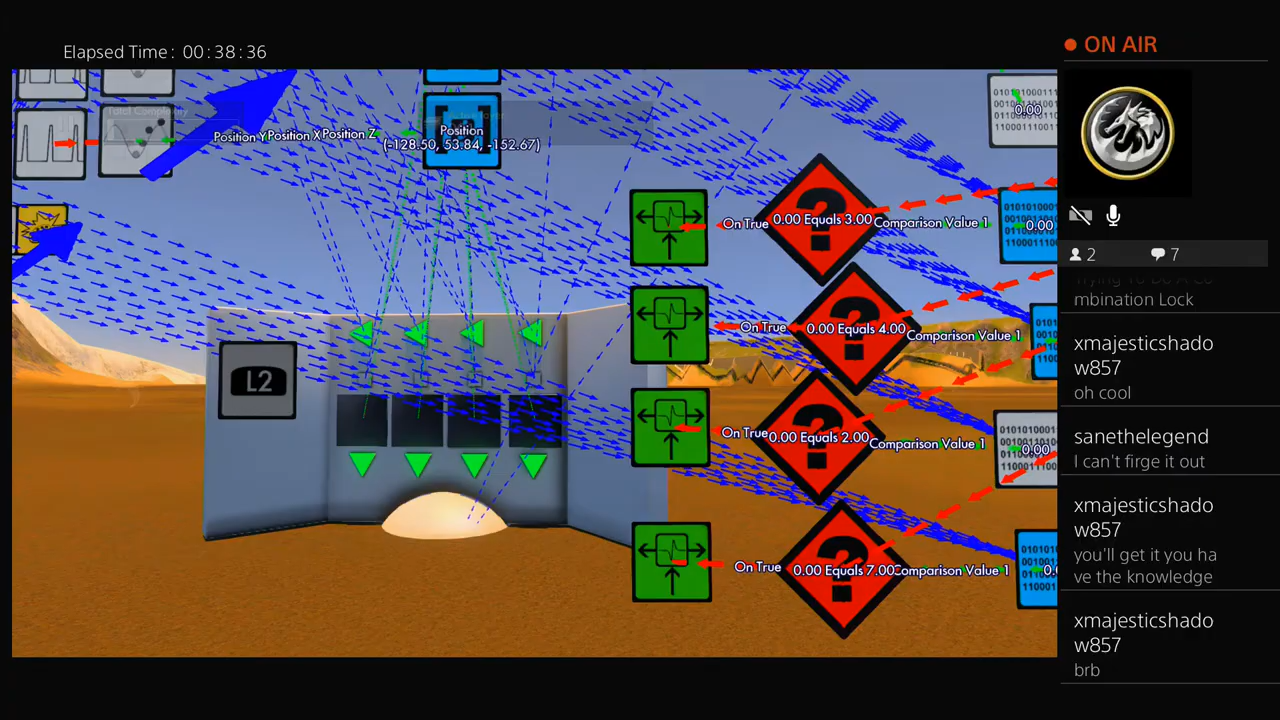 Elapsed Time: 00:38:36
ON AIR
Position
(-128.50, 53.84, -152.67)
Position Y
Position X
Position Z
0.00
On True
0.00 Equals 3.00
Comparison Value 1
0.00
L2
On True
0.00 Equals 4.00
Comparison Value 1
On True
0.00 Equals 2.00
Comparison Value 1
0.00
On True
0.00 Equals 7.00
Comparison Value 1
2
7
Trying To Do A Co
mbination Lock
xmajesticshado
w857
oh cool
sanethelegend
I can't firge it out
xmajesticshado
w857
you'll get it you ha
ve the knowledge
xmajesticshado
w857
brb